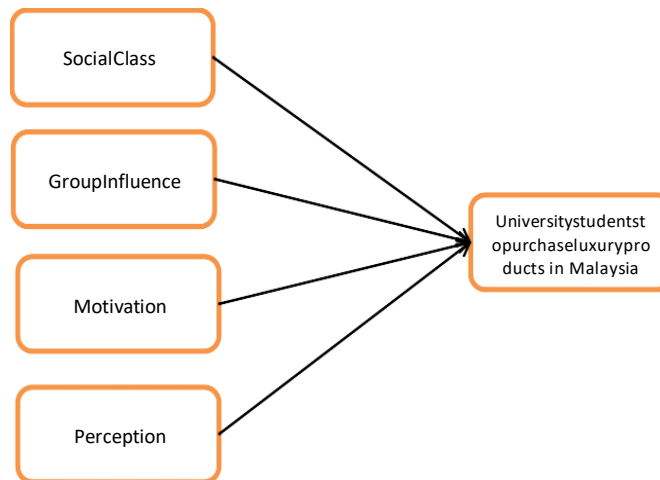 SocialClass
GroupInfluence
Motivation
Perception
Universitystudentst
opurchaseluxurypro
ducts in Malaysia